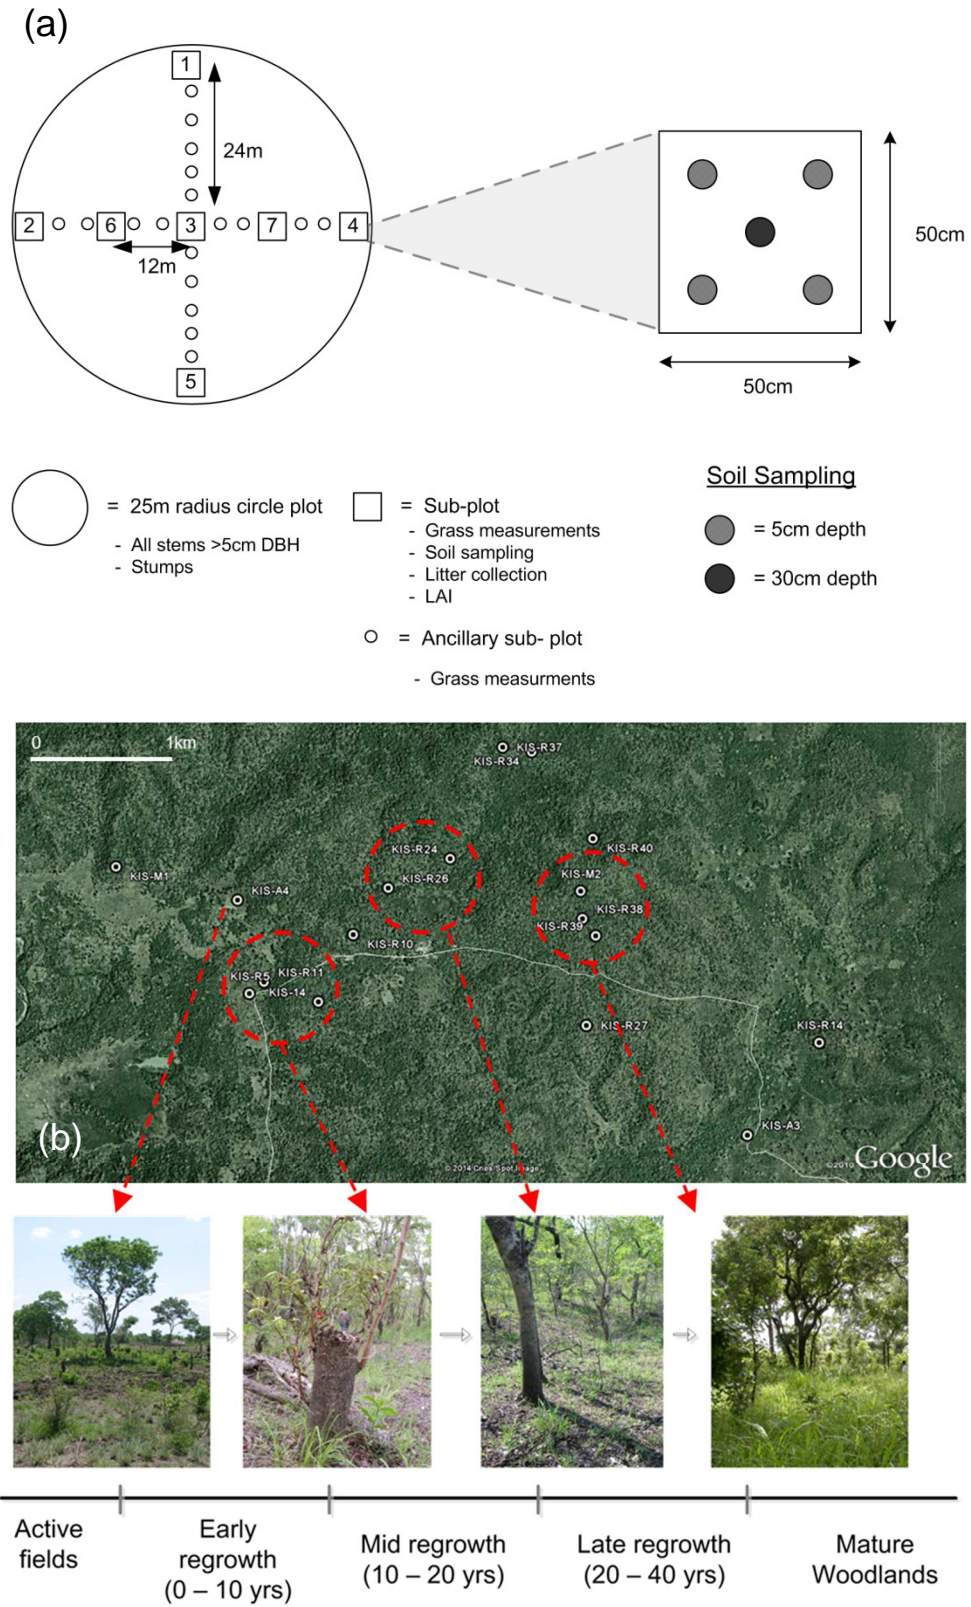 (a)
1
24m
2
6
3
7
4
12m
5
50cm
50cm
Soil Sampling
= 25m radius circle plot
- All stems >5cm DBH
- Stumps
= Sub-plot
- Grass measurements
- Soil sampling
- Litter collection
- LAI
= 5cm depth
= 30cm depth
= Ancillary sub- plot
- Grass measurments
0 1km
KIS-R37
KIS-R34
KIS-R24
KIS-R40
KIS-M1
KIS-M2
KIS-A4
KIS-R26
KIS-R38
KIS-R39
KIS-R10
KIS-R5
KIS-R11
KIS-14
KIS-R27
KIS-R14
KIS-A3
(b)
© 2014 Cnes/Spot Image
©2010 Google
Active
fields
Early
regrowth
(0 – 10 yrs)
Mid regrowth
(10 – 20 yrs)
Late regrowth
(20 – 40 yrs)
Mature
Woodlands